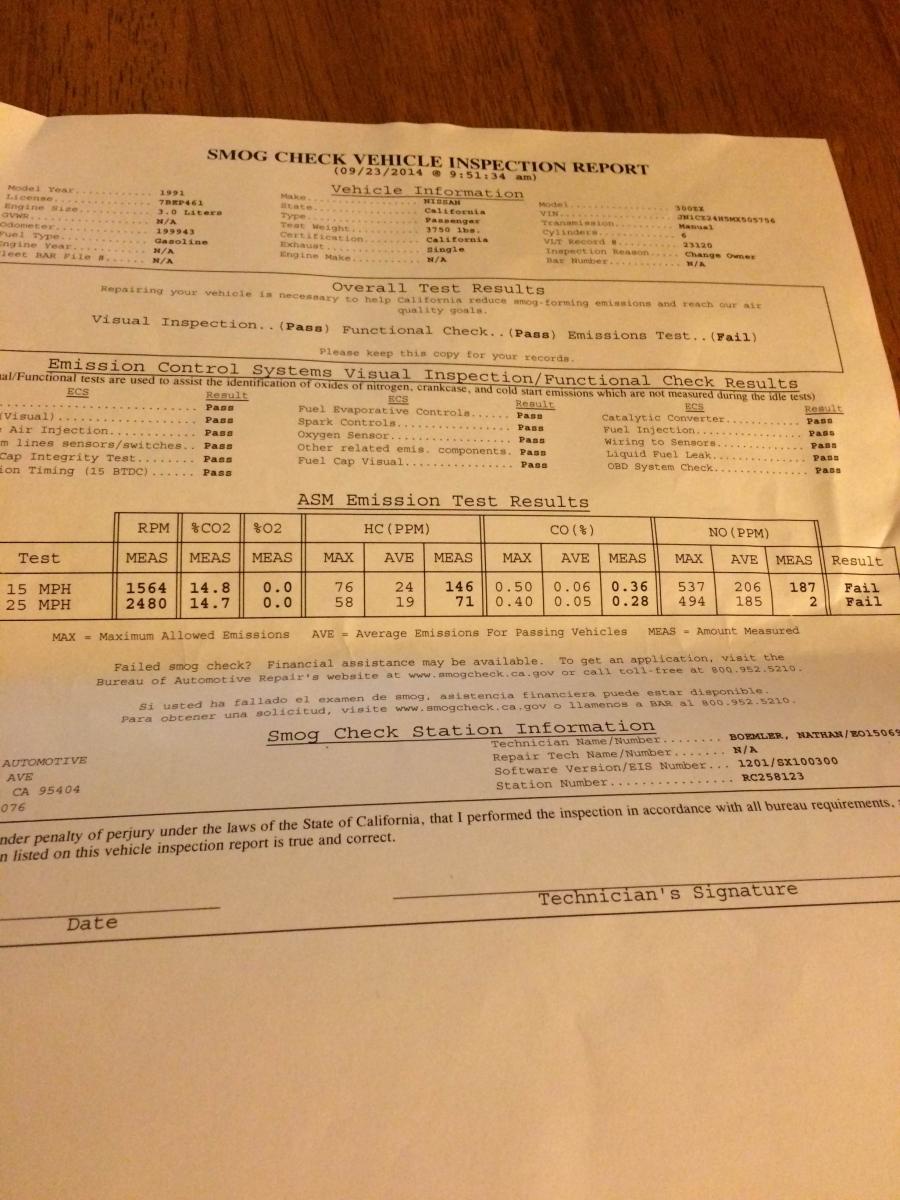 SMOG CHECK VEHICLE INSPECTION REPORT
(09/23/2014 @ 9:51:34 am)
Vehicle Information
Model Year............ 1991 Make................ NISSAN Model................ 300ZX
License................ 7BEP461 State................ California VIN................
Engine Size............ 3.0 Liters Type................ Passenger Transmission......... Manual
GVWR................ N/A Test Weight........ 3750 lbs. Cylinders............ 6
Odometer............ 199943 Certification........ California VLT Record #......... 23120
Fuel Type............ Gasoline Exhaust............ Single Inspection Reason..... Change Owner
Engine Year............ N/A Engine Make........ N/A Bar Number............ N/A
leet BAR File #...... N/A
Overall Test Results
Repairing your vehicle is necessary to help California reduce smog-forming emissions and reach our air
quality goals.
Visual Inspection..(Pass) Functional Check..(Pass) Emissions Test..(Fail)
Please keep this copy for your records.
Emission Control Systems Visual Inspection/Functional Check Results
al/Functional tests are used to assist the identification of oxides of nitrogen, crankcase, and cold start emissions which are not measured during the idle tests)
ECS Result ECS Result ECS Result
.................... Pass Fuel Evaporative Controls...... Pass Catalytic Converter........... Pass
(Visual)............ Pass Spark Controls................ Pass Fuel Injection................ Pass
Air Injection........ Pass Oxygen Sensor................ Pass Wiring to Sensors............ Pass
m lines sensors/switches.. Pass Other related emis. components. Pass Liquid Fuel Leak............. Pass
Cap Integrity Test....... Pass Fuel Cap Visual.............. Pass OBD System Check............. Pass
ion Timing (15 BTDC)..... Pass
ASM Emission Test Results
RPM %CO2 %O2 HC(PPM) CO(%) NO(PPM)
Test MEAS MEAS MEAS MAX AVE MEAS MAX AVE MEAS MAX AVE MEAS Result
15 MPH 1564 14.8 0.0 76 24 146 0.50 0.06 0.36 537 206 187 Fail
25 MPH 2480 14.7 0.0 58 19 71 0.40 0.05 0.28 494 185 2 Fail
MAX = Maximum Allowed Emissions AVE = Average Emissions For Passing Vehicles MEAS = Amount Measured
Failed smog check? Financial assistance may be available. To get an application, visit the
Bureau of Automotive Repair's website at www.smogcheck.ca.gov or call toll-free at 800.952.5210.
Si usted ha fallado el examen de smog, asistencia financiera puede estar disponible.
Para obtener una solicitud, visite www.smogcheck.ca.gov o llamenos a BAR al 800.952.5210.
Smog Check Station Information
Technician Name/Number........ BOEMLER, NATHAN/EO15069
AUTOMOTIVE Repair Tech Name/Number....... N/A
AVE Software Version/EIS Number... 1201/SX100300
CA 95404 Station Number................ RC258123
076
nder penalty of perjury under the laws of the State of California, that I performed the inspection in accordance with all bureau requirements,
n listed on this vehicle inspection report is true and correct.
Date Technician's Signature